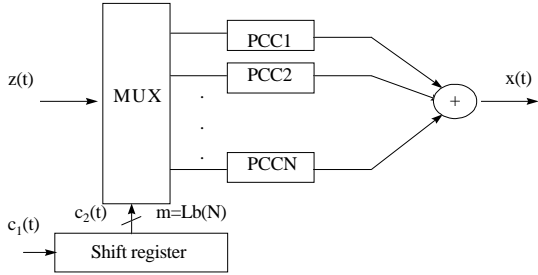 PCC1
z(t)
MUX
PCC2
+
x(t)
.
.
.
PCCN
c1(t)
c2(t)
m=Lb(N)
Shift register